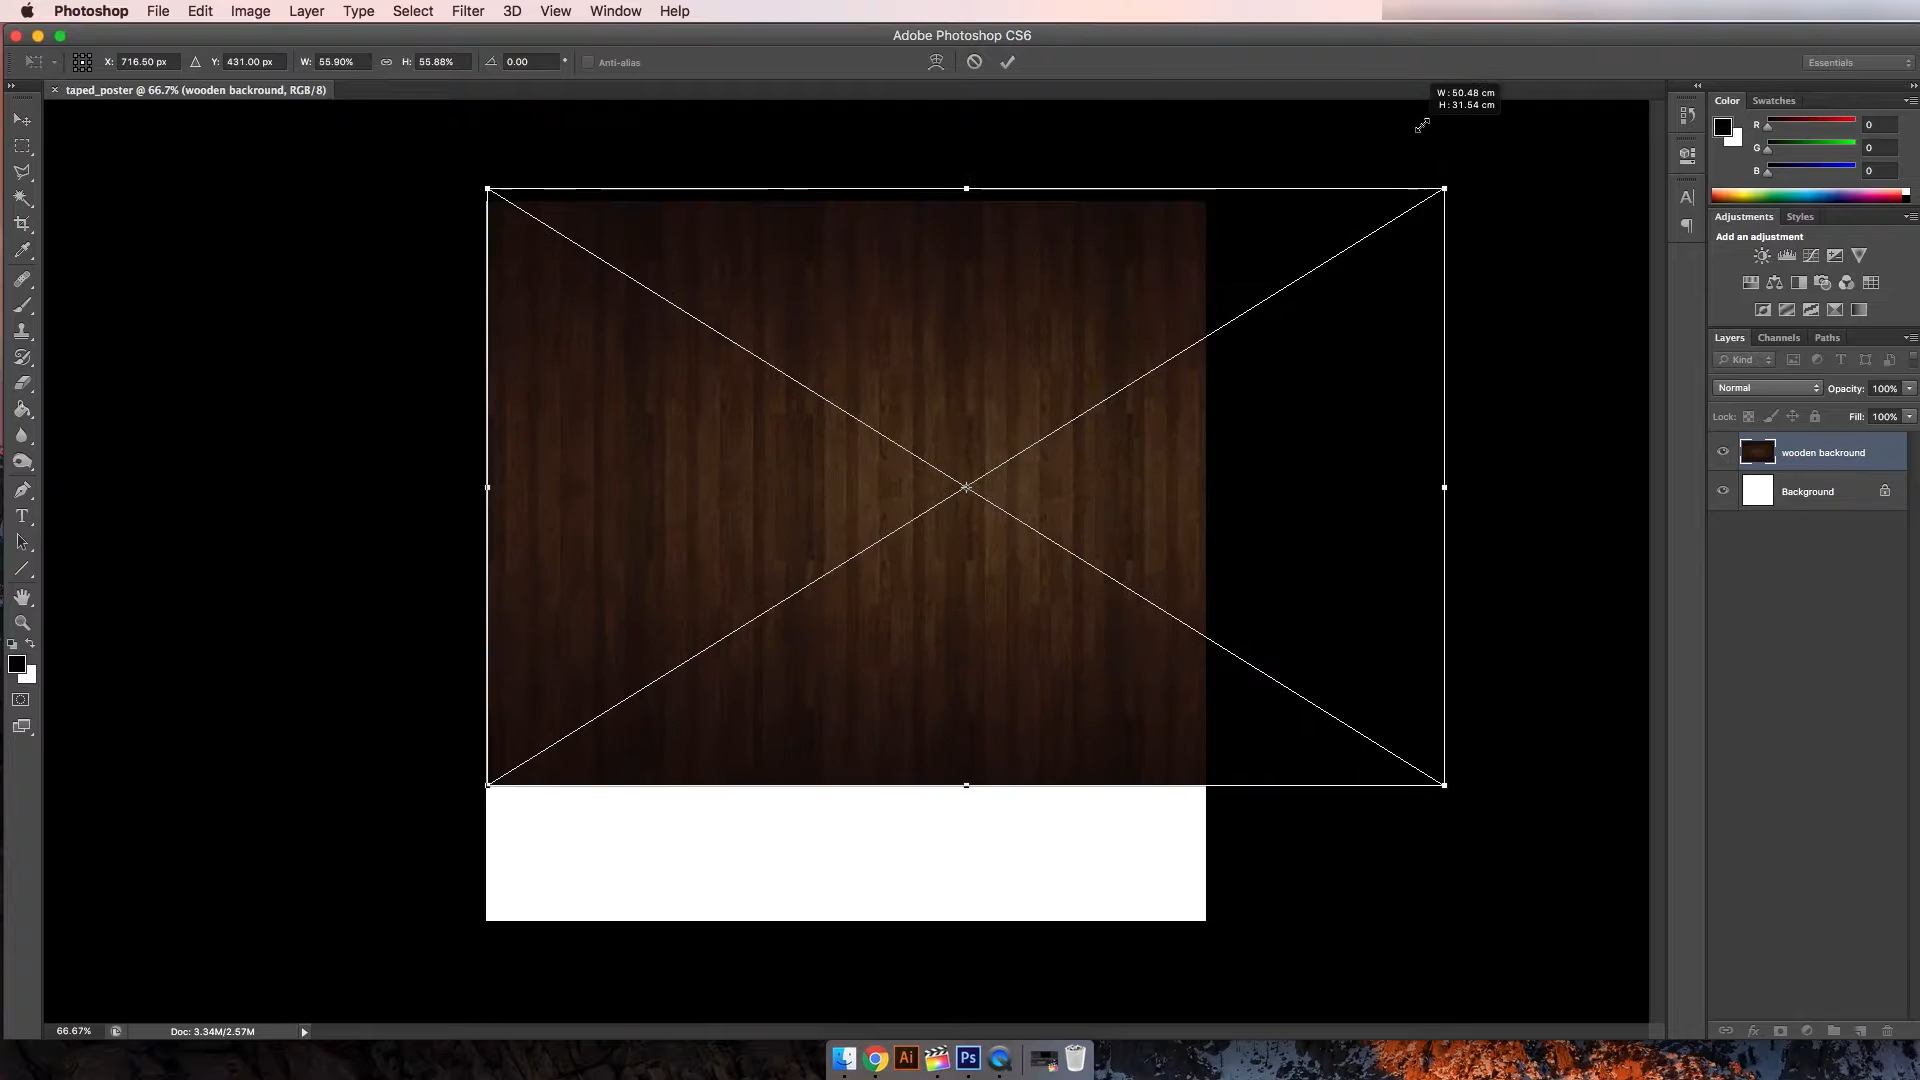 Photoshop File Edit Image Layer Type Select Filter 3D View Window Help
Adobe Photoshop CS6
X: 716.50 px Y: 431.00 px W: 55.90% H: 55.88% 0.00 ° Anti-alias Essentials
× taped_poster @ 66.7% (wooden backround, RGB/8)
W: 50.48 cm
H: 31.54 cm
Color Swatches
R 0
G 0
B 0
Adjustments Styles
Add an adjustment
Layers Channels Paths
Kind
Normal Opacity: 100%
Lock: Fill: 100%
wooden backround
Background
66.67% Doc: 3.34M/2.57M
Ai Ps